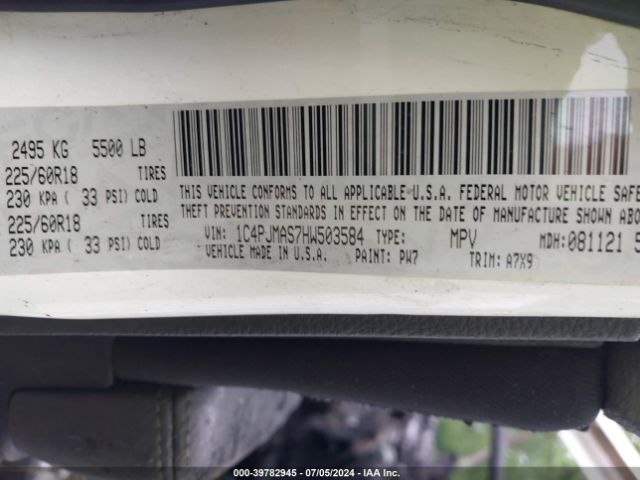 2495 KG 5500 LB
225/60R18 TIRES
230 KPA ( 33 PSI) COLD
225/60R18 TIRES
230 KPA ( 33 PSI) COLD
THIS VEHICLE CONFORMS TO ALL APPLICABLE U.S.A. FEDERAL MOTOR VEHICLE SAFE
THEFT PREVENTION STANDARDS IN EFFECT ON THE DATE OF MANUFACTURE SHOWN ABO
VIN: 1C4PJMAS7HW503584 TYPE: MPV MDH:081121 5
VEHICLE MADE IN U.S.A. PAINT: PW7 TRIM: A7X9
000-39782945 | 07/05/2024 | IAA Inc.